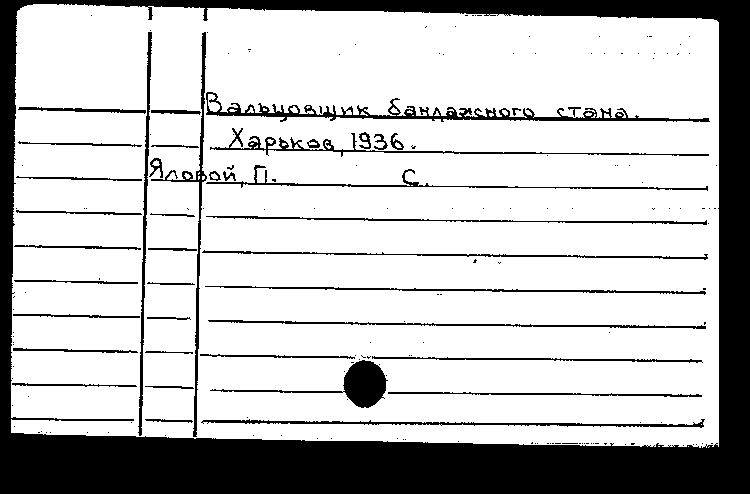 Вальцовщик бандажного стана.
Харьков, 1936.
Яловой, П. С.